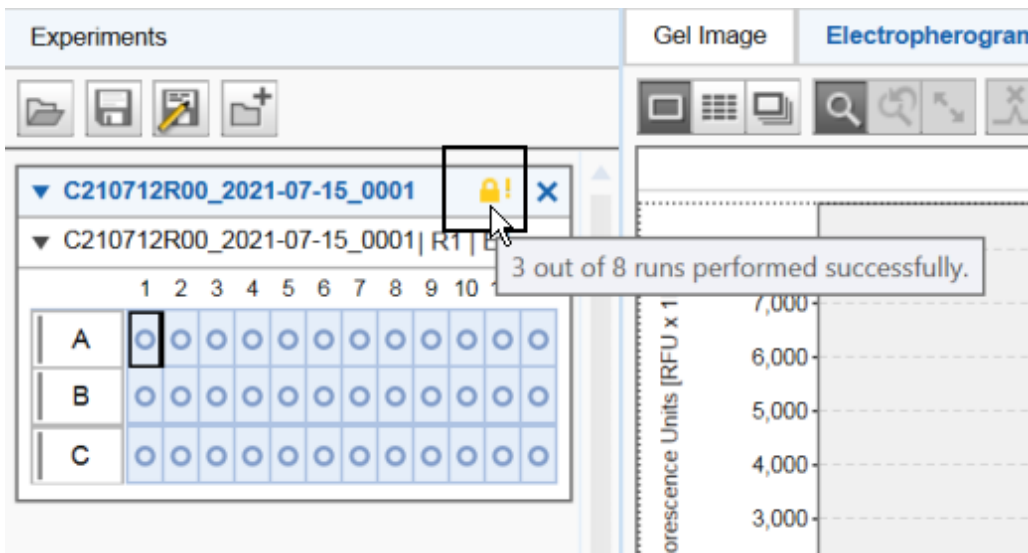 Experiments
Gel Image
C210712R00_2021-07-15_0001
C210712R00_2021-07-15_0001| R1 |
3 out of 8 runs performed successfully.
1 2 3 4 5 6 7 8 9 10
A
B
C
7,000
6,000
5,000
4,000
3,000
Units [RFU x 1